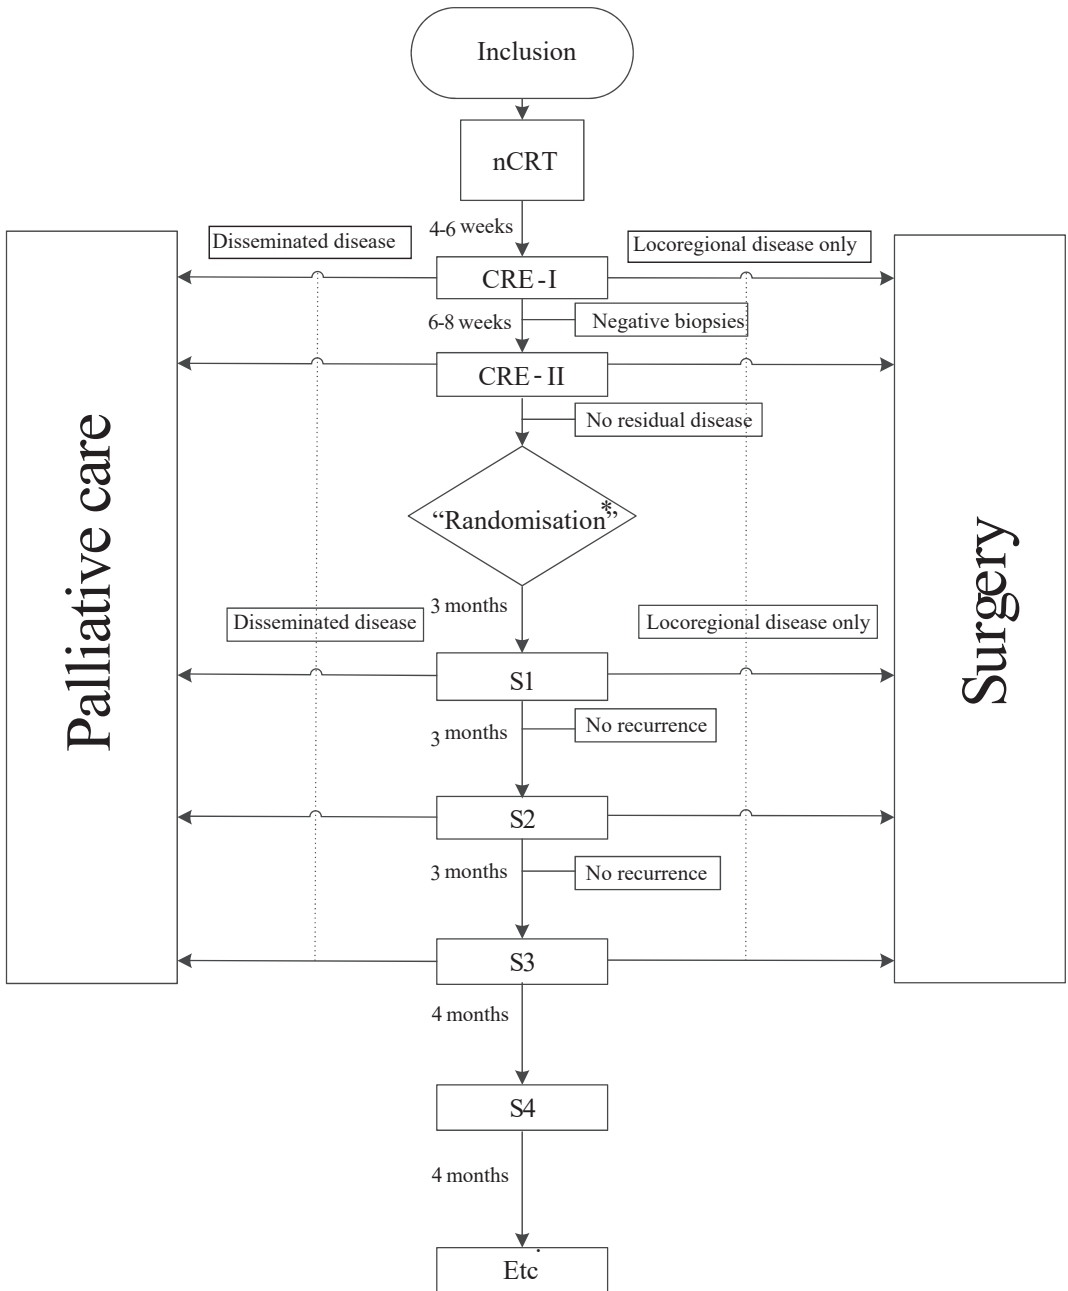 Inclusion
nCRT
4-6 weeks
Disseminated disease
Locoregional disease only
CRE-I
6-8 weeks
Negative biopsies
CRE-II
No residual disease
“Randomisation*”
3 months
Disseminated disease
Locoregional disease only
S1
3 months
No recurrence
S2
3 months
No recurrence
S3
4 months
S4
4 months
Etc
Palliative care
Surgery